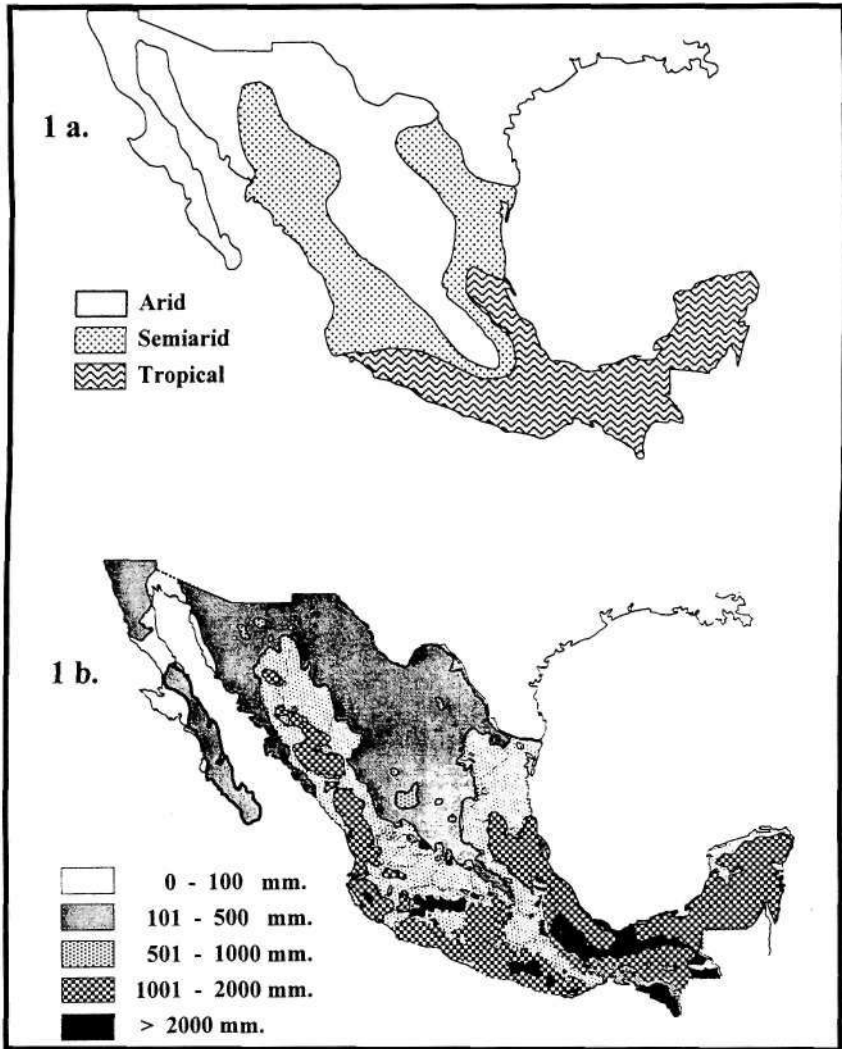 1 a.
Arid
Semiarid
Tropical
1 b.
0 - 100 mm.
101 - 500 mm.
501 - 1000 mm.
1001 - 2000 mm.
> 2000 mm.